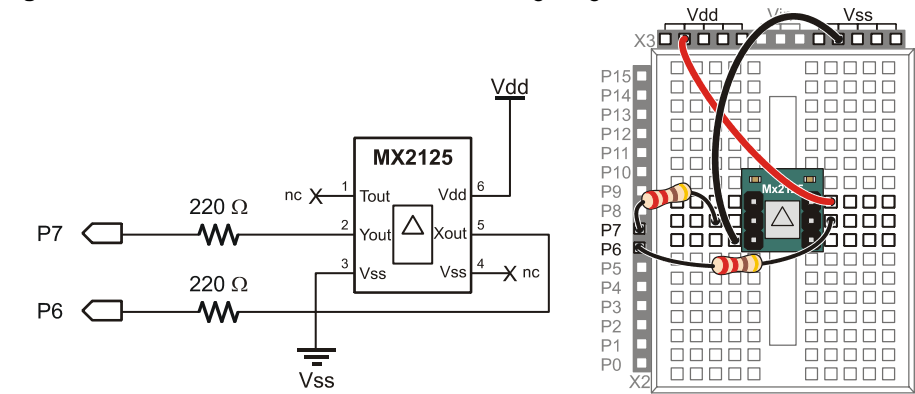 Vdd
MX2125
nc
1
Tout
Vdd
6
220 Ω
P7
2
Yout
Xout
5
3
Vss
Vss
4
nc
220 Ω
P6
Vss
Vdd
Vss
X3
P15
P14
P13
P12
P11
P10
P9
P8
P7
P6
P5
P4
P3
P2
P1
P0
X2